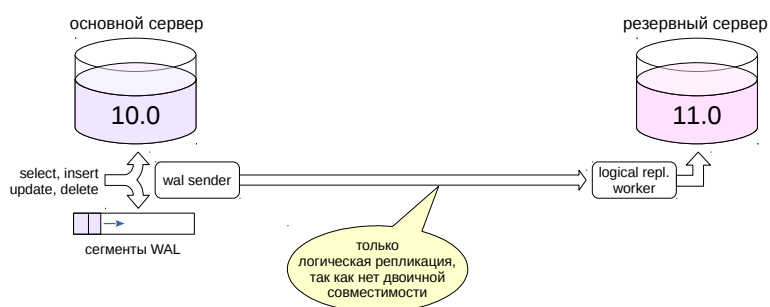 основной сервер
резервный сервер
10.0
11.0
select, insert
update, delete
wal sender
logical repl.
worker
сегменты WAL
только
логическая репликация,
так как нет двоичной
совместимости